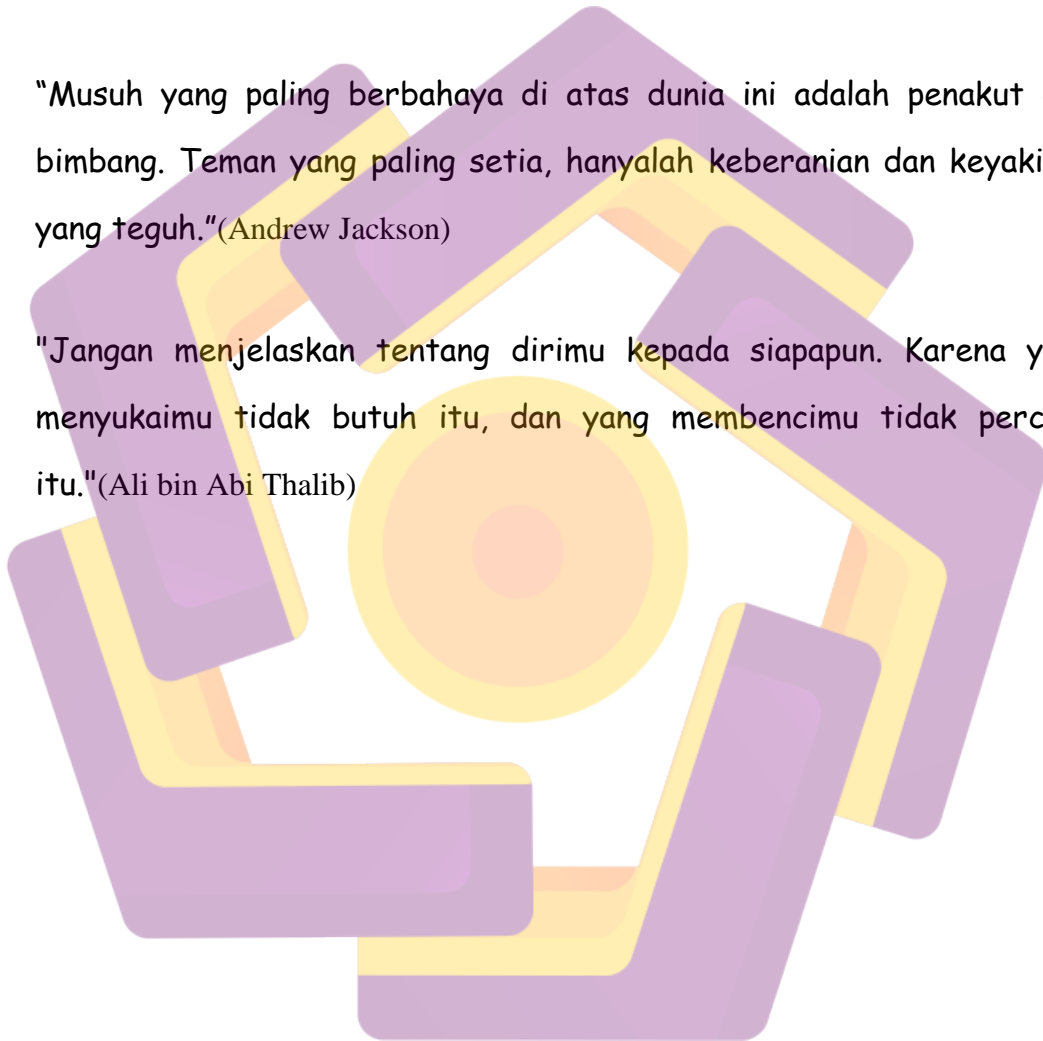 “Musuh yang paling berbahaya di atas dunia ini adalah penakut
bimbang. Teman yang paling setia, hanyalah keberanian dan keyaki
yang teguh.”(Andrew Jackson)
"Jangan menjelaskan tentang dirimu kepada siapapun. Karena y
menyukaimu tidak butuh itu, dan yang membencimu tidak perc
itu."(Ali bin Abi Thalib)